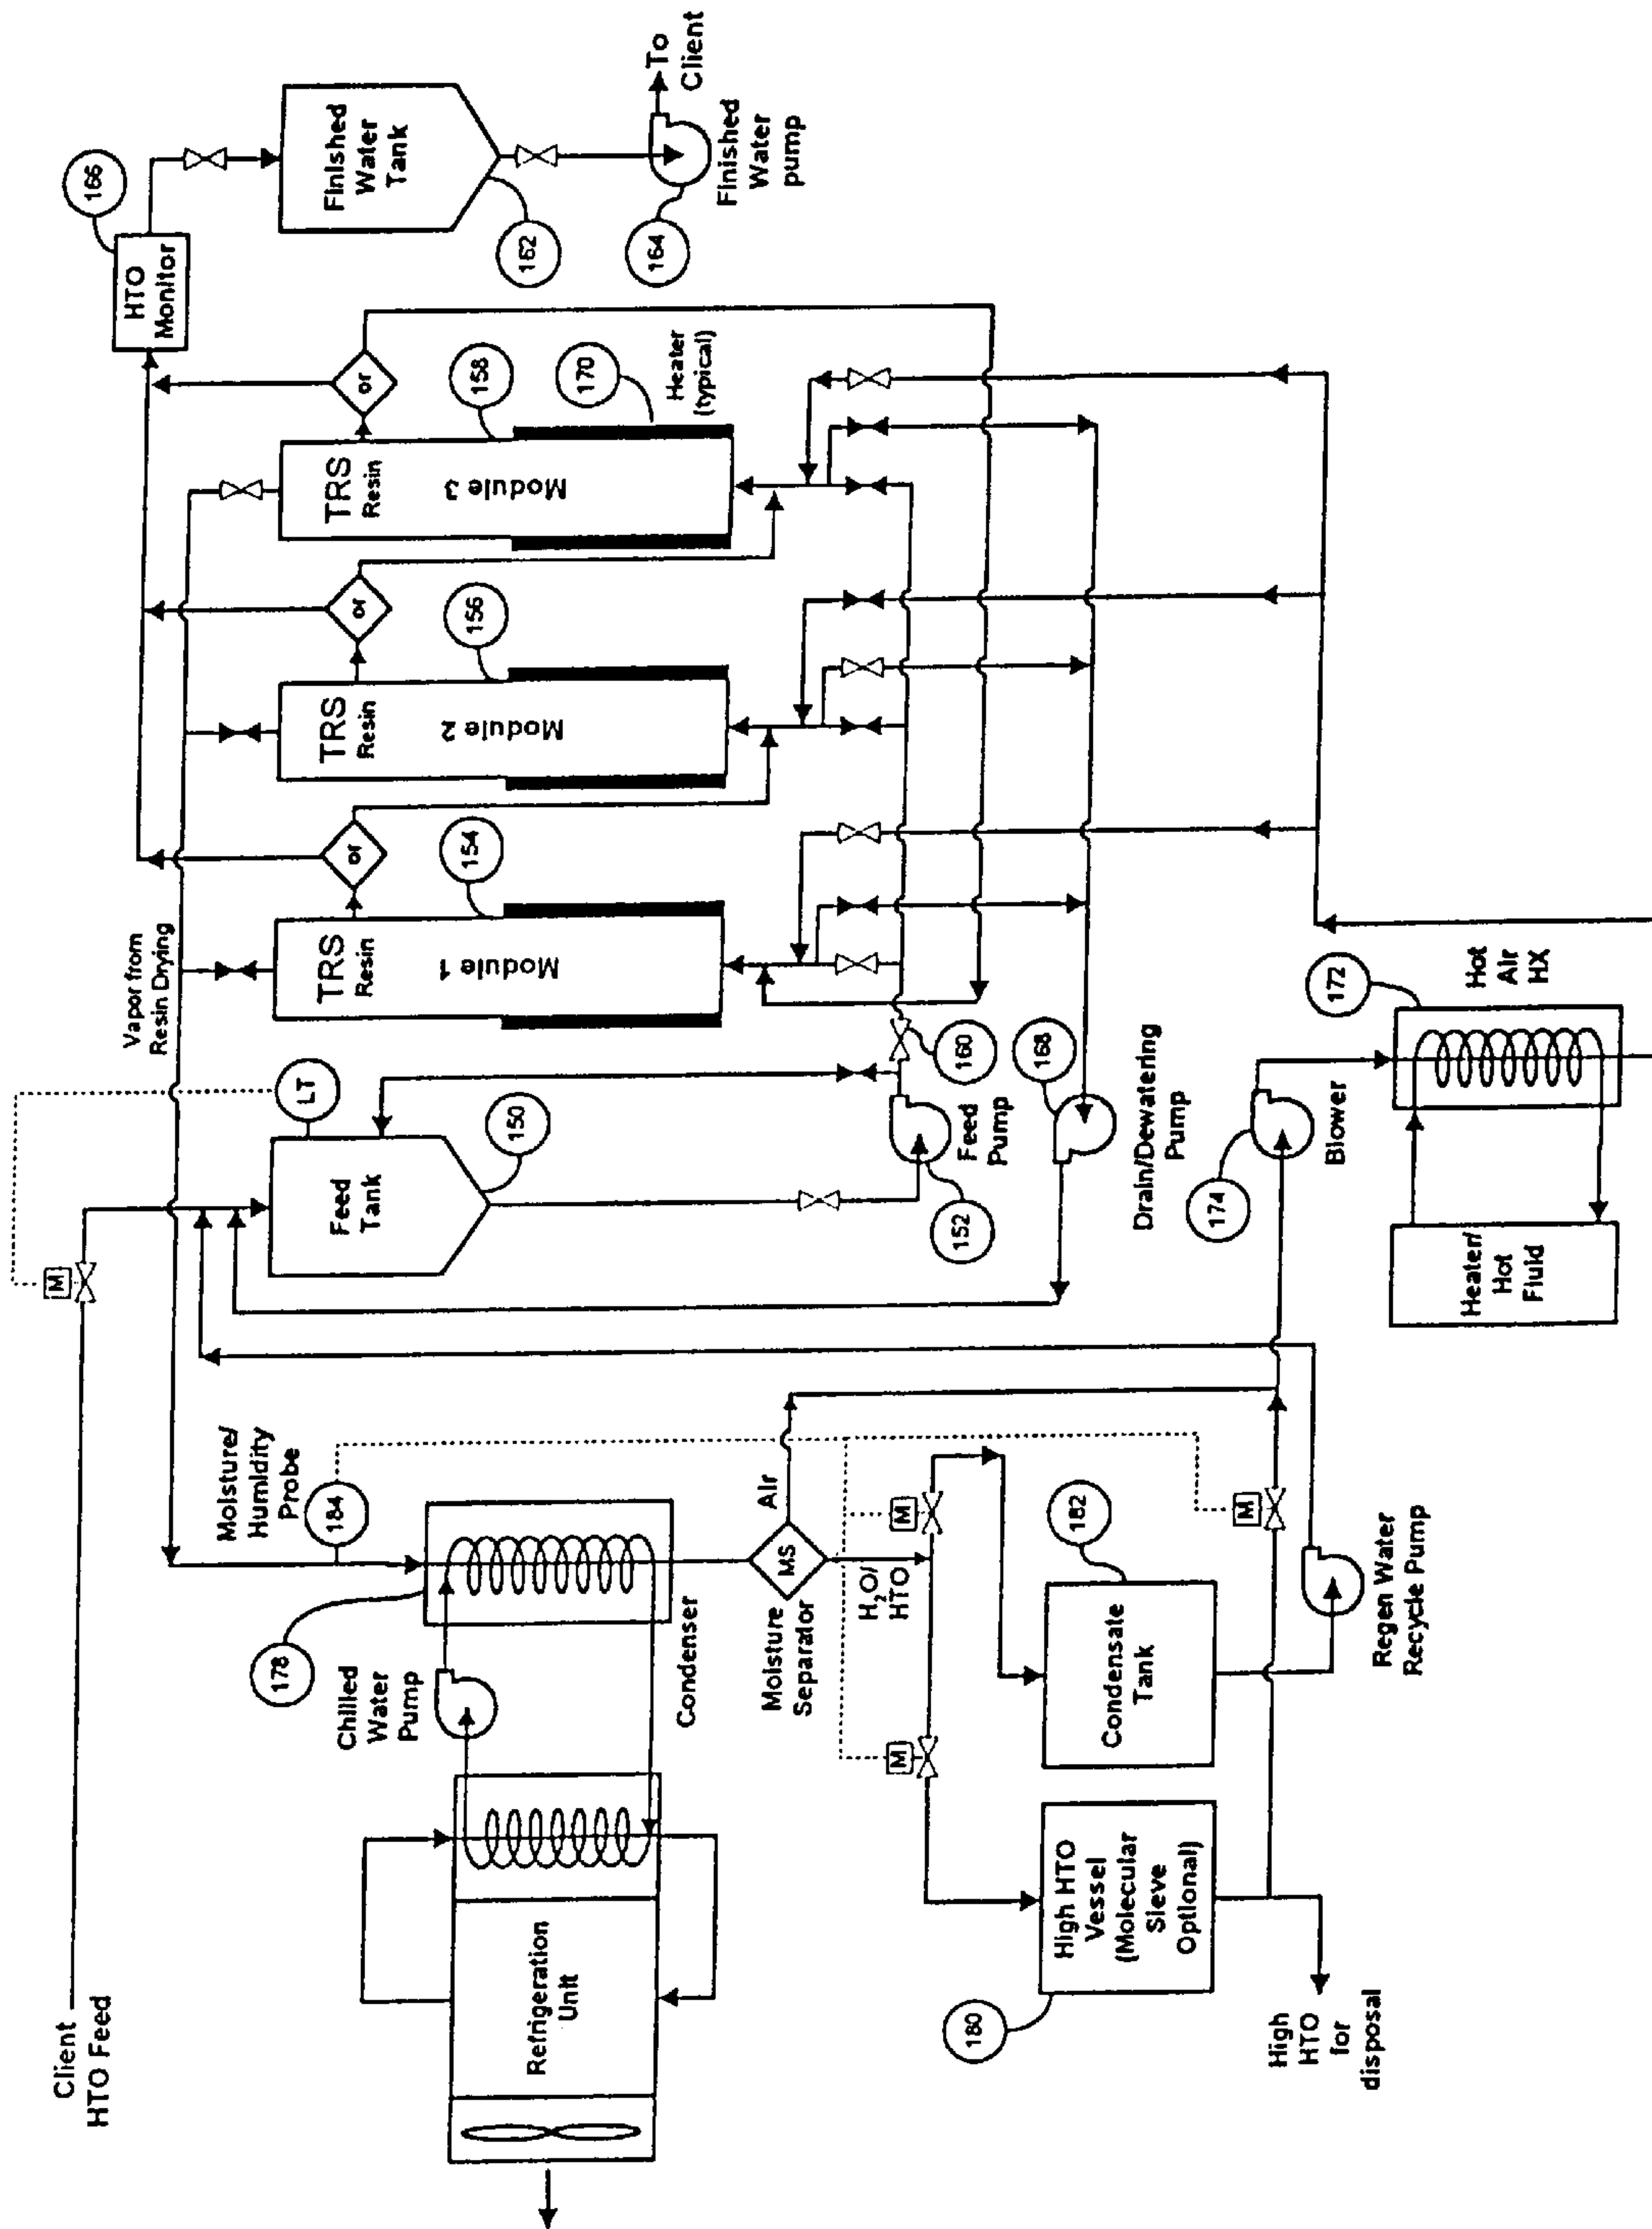 Client
HTO Feed
M
Refrigeration
Unit
Chilled
Water
Pump
178
Condenser
Moisture/
Humidity
Probe
184
Moisture
Separator
MS
Air
H2O/
HTO
M
M
M
180
High HTO
Vessel
(Molecular
Sieve
Optional)
High
HTO
for
disposal
Condensate
Tank
182
Regen Water
Recycle Pump
Vapor from
Resin Drying
LT
Feed
Tank
150
152
Feed
Pump
160
168
Drain/Dewatering
Pump
174
Blower
Heater/
Hot
Fluid
172
Hot
Air
HX
TRS
Resin
Module 1
154
or
TRS
Resin
Module 2
156
or
TRS
Resin
Module 3
158
or
170
Heater
(typical)
HTO
Monitor
166
Finished
Water
Tank
162
164
Finished
Water
pump
To
Client